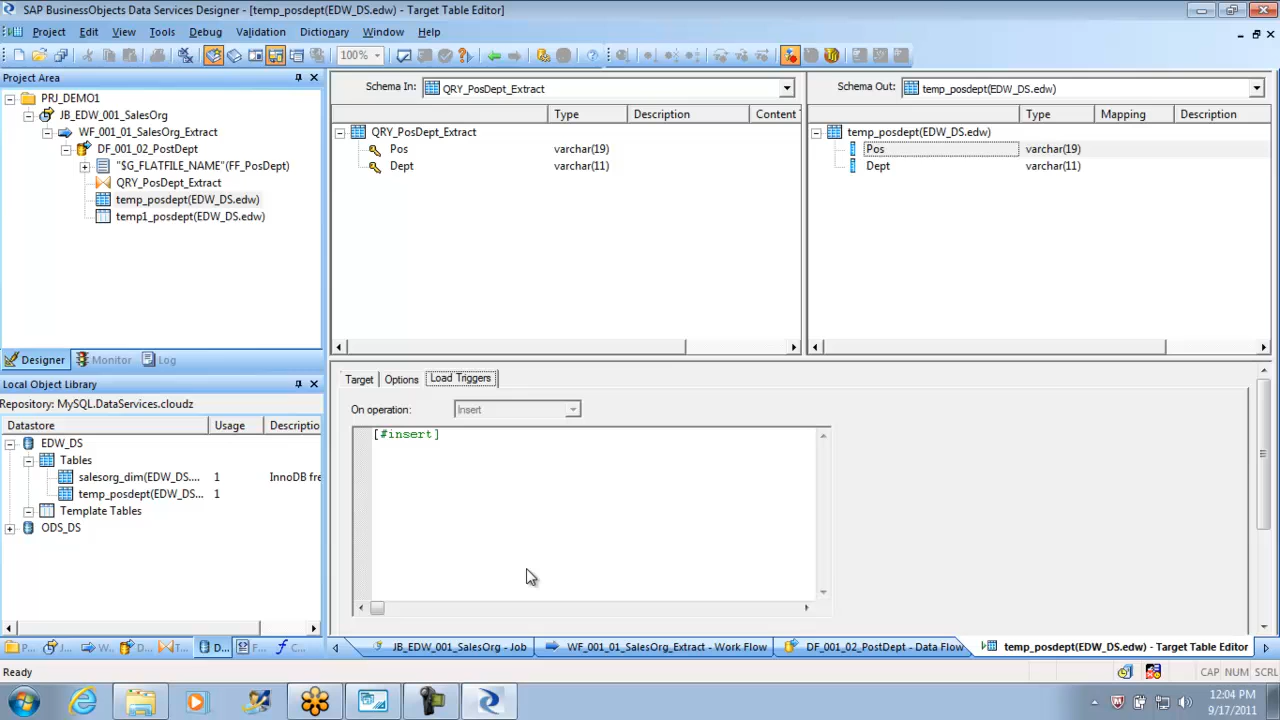 SAP BusinessObjects Data Services Designer - [temp_posdept(EDW_DS.edw) - Target Table Editor]
Project Edit View Tools Debug Validation Dictionary Window Help
100%
Project Area
PRJ_DEMO1
JB_EDW_001_SalesOrg
WF_001_01_SalesOrg_Extract
DF_001_02_PostDept
"$G_FLATFILE_NAME"(FF_PosDept)
QRY_PosDept_Extract
temp_posdept(EDW_DS.edw)
temp1_posdept(EDW_DS.edw)
Designer Monitor Log
Local Object Library
Repository: MySQL.DataServices.cloudz
Datastore Usage Descriptio
EDW_DS
Tables
salesorg_dim(EDW_DS.... 1 InnoDB fre
temp_posdept(EDW_DS... 1
Template Tables
ODS_DS
P... J... W... D... T... D... F... C...
Schema In: QRY_PosDept_Extract
Type Description Content
QRY_PosDept_Extract
Pos varchar(19)
Dept varchar(11)
Schema Out: temp_posdept(EDW_DS.edw)
Type Mapping Description
temp_posdept(EDW_DS.edw)
Pos varchar(19)
Dept varchar(11)
Target Options Load Triggers
On operation: Insert
[#insert]
JB_EDW_001_SalesOrg - Job WF_001_01_SalesOrg_Extract - Work Flow DF_001_02_PostDept - Data Flow temp_posdept(EDW_DS.edw) - Target Table Editor
Ready CAP NUM SCRL
12:04 PM
9/17/2011